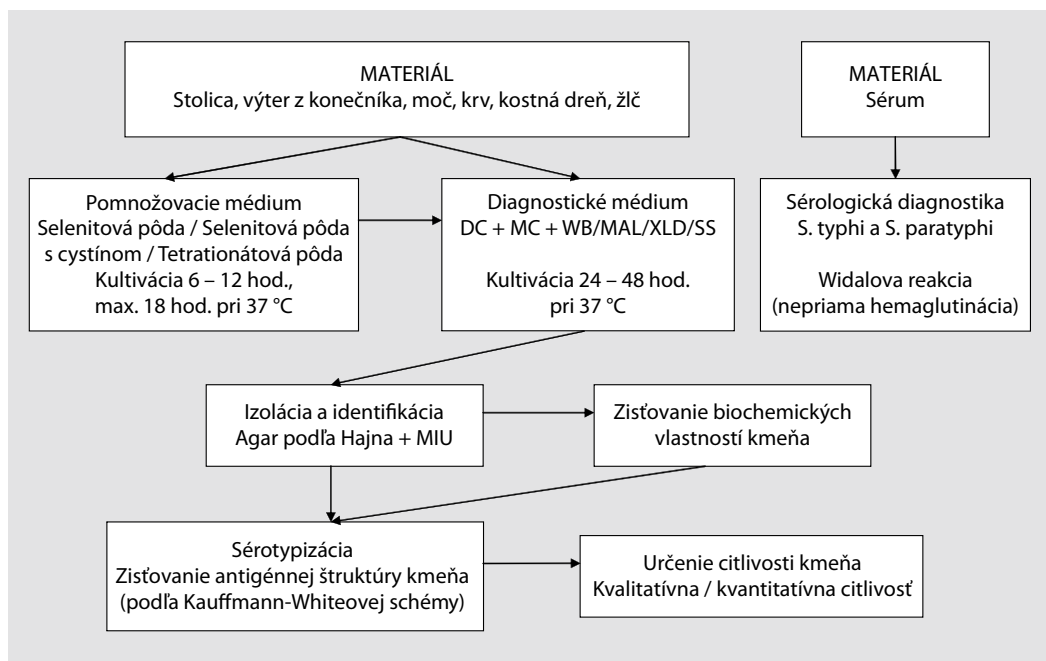 MATERIÁL
Stolica, výter z konečníka, moč, krv, kostná dreň, žlč
MATERIÁL
Sérum
Pomnožovacie médium
Selenitová pôda / Selenitová pôda
s cystínom / Tetrationátová pôda
Kultivácia 6 – 12 hod.,
max. 18 hod. pri 37 °C
Diagnostické médium
DC + MC + WB/MAL/XLD/SS
Kultivácia 24 – 48 hod.
pri 37 °C
Sérologická diagnostika
S. typhi a S. paratyphi
Widalova reakcia
(nepriama hemaglutinácia)
Izolácia a identifikácia
Agar podľa Hajna + MIU
Zisťovanie biochemických
vlastností kmeňa
Sérotypizácia
Zisťovanie antigénnej štruktúry kmeňa
(podľa Kauffmann-Whiteovej schémy)
Určenie citlivosti kmeňa
Kvalitatívna / kvantitatívna citlivosť